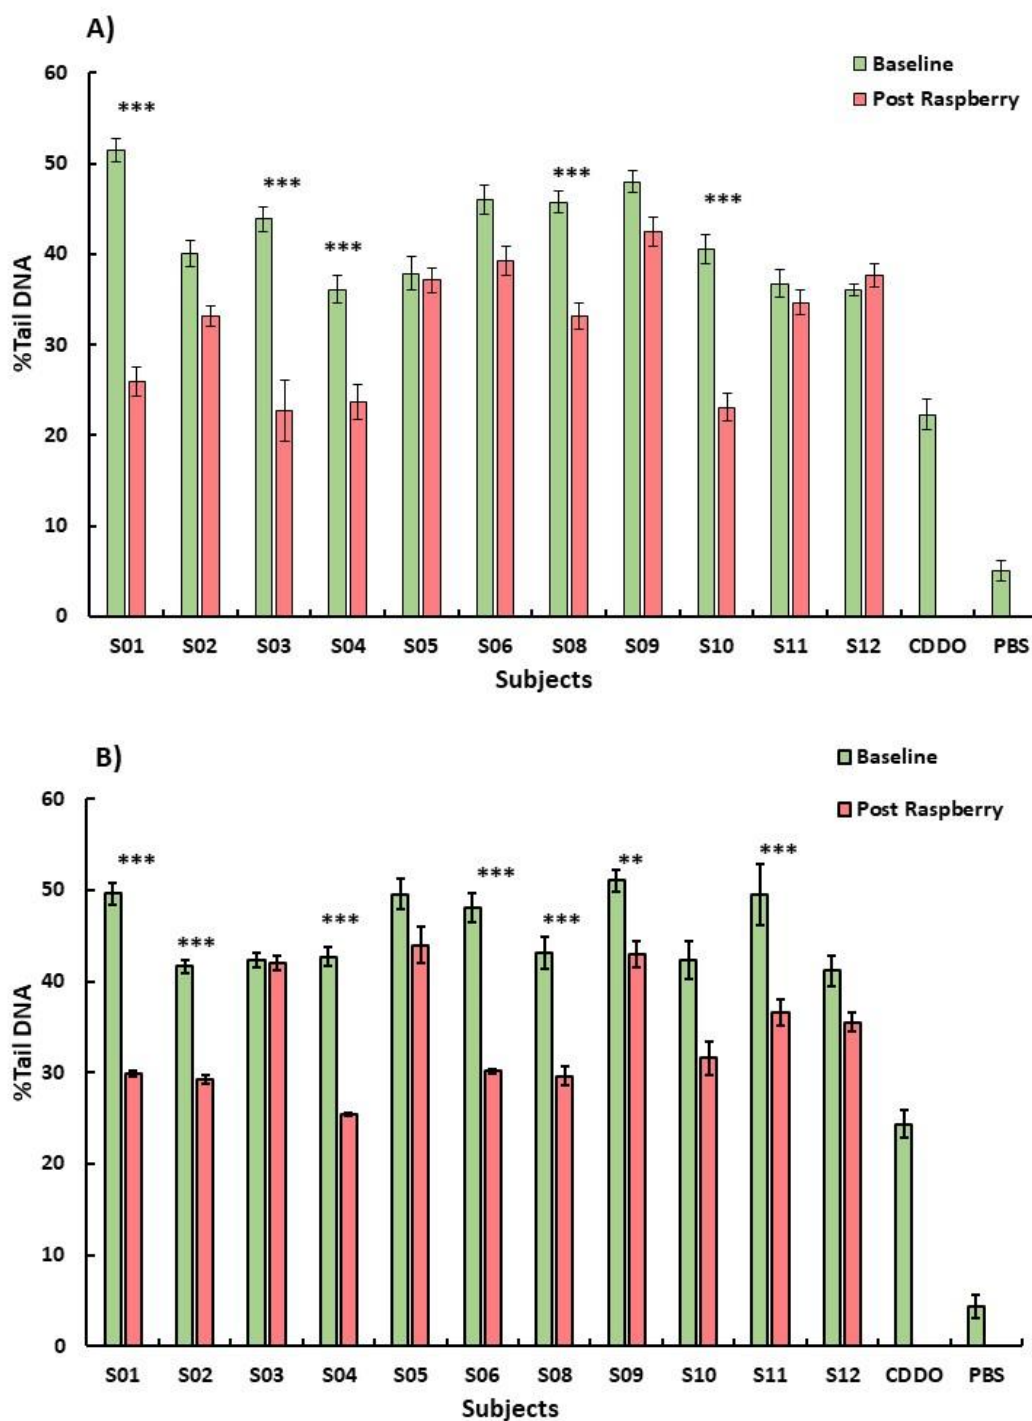 A)
Baseline
Post Raspberry
60
50
40
30
20
10
0
%Tail DNA
***
***
***
***
***
S01 S02 S03 S04 S05 S06 S08 S09 S10 S11 S12 CDDO PBS
Subjects
B)
Baseline
Post Raspberry
60
50
40
30
20
10
0
%Tail DNA
***
***
***
***
***
**
***
S01 S02 S03 S04 S05 S06 S08 S09 S10 S11 S12 CDDO PBS
Subjects